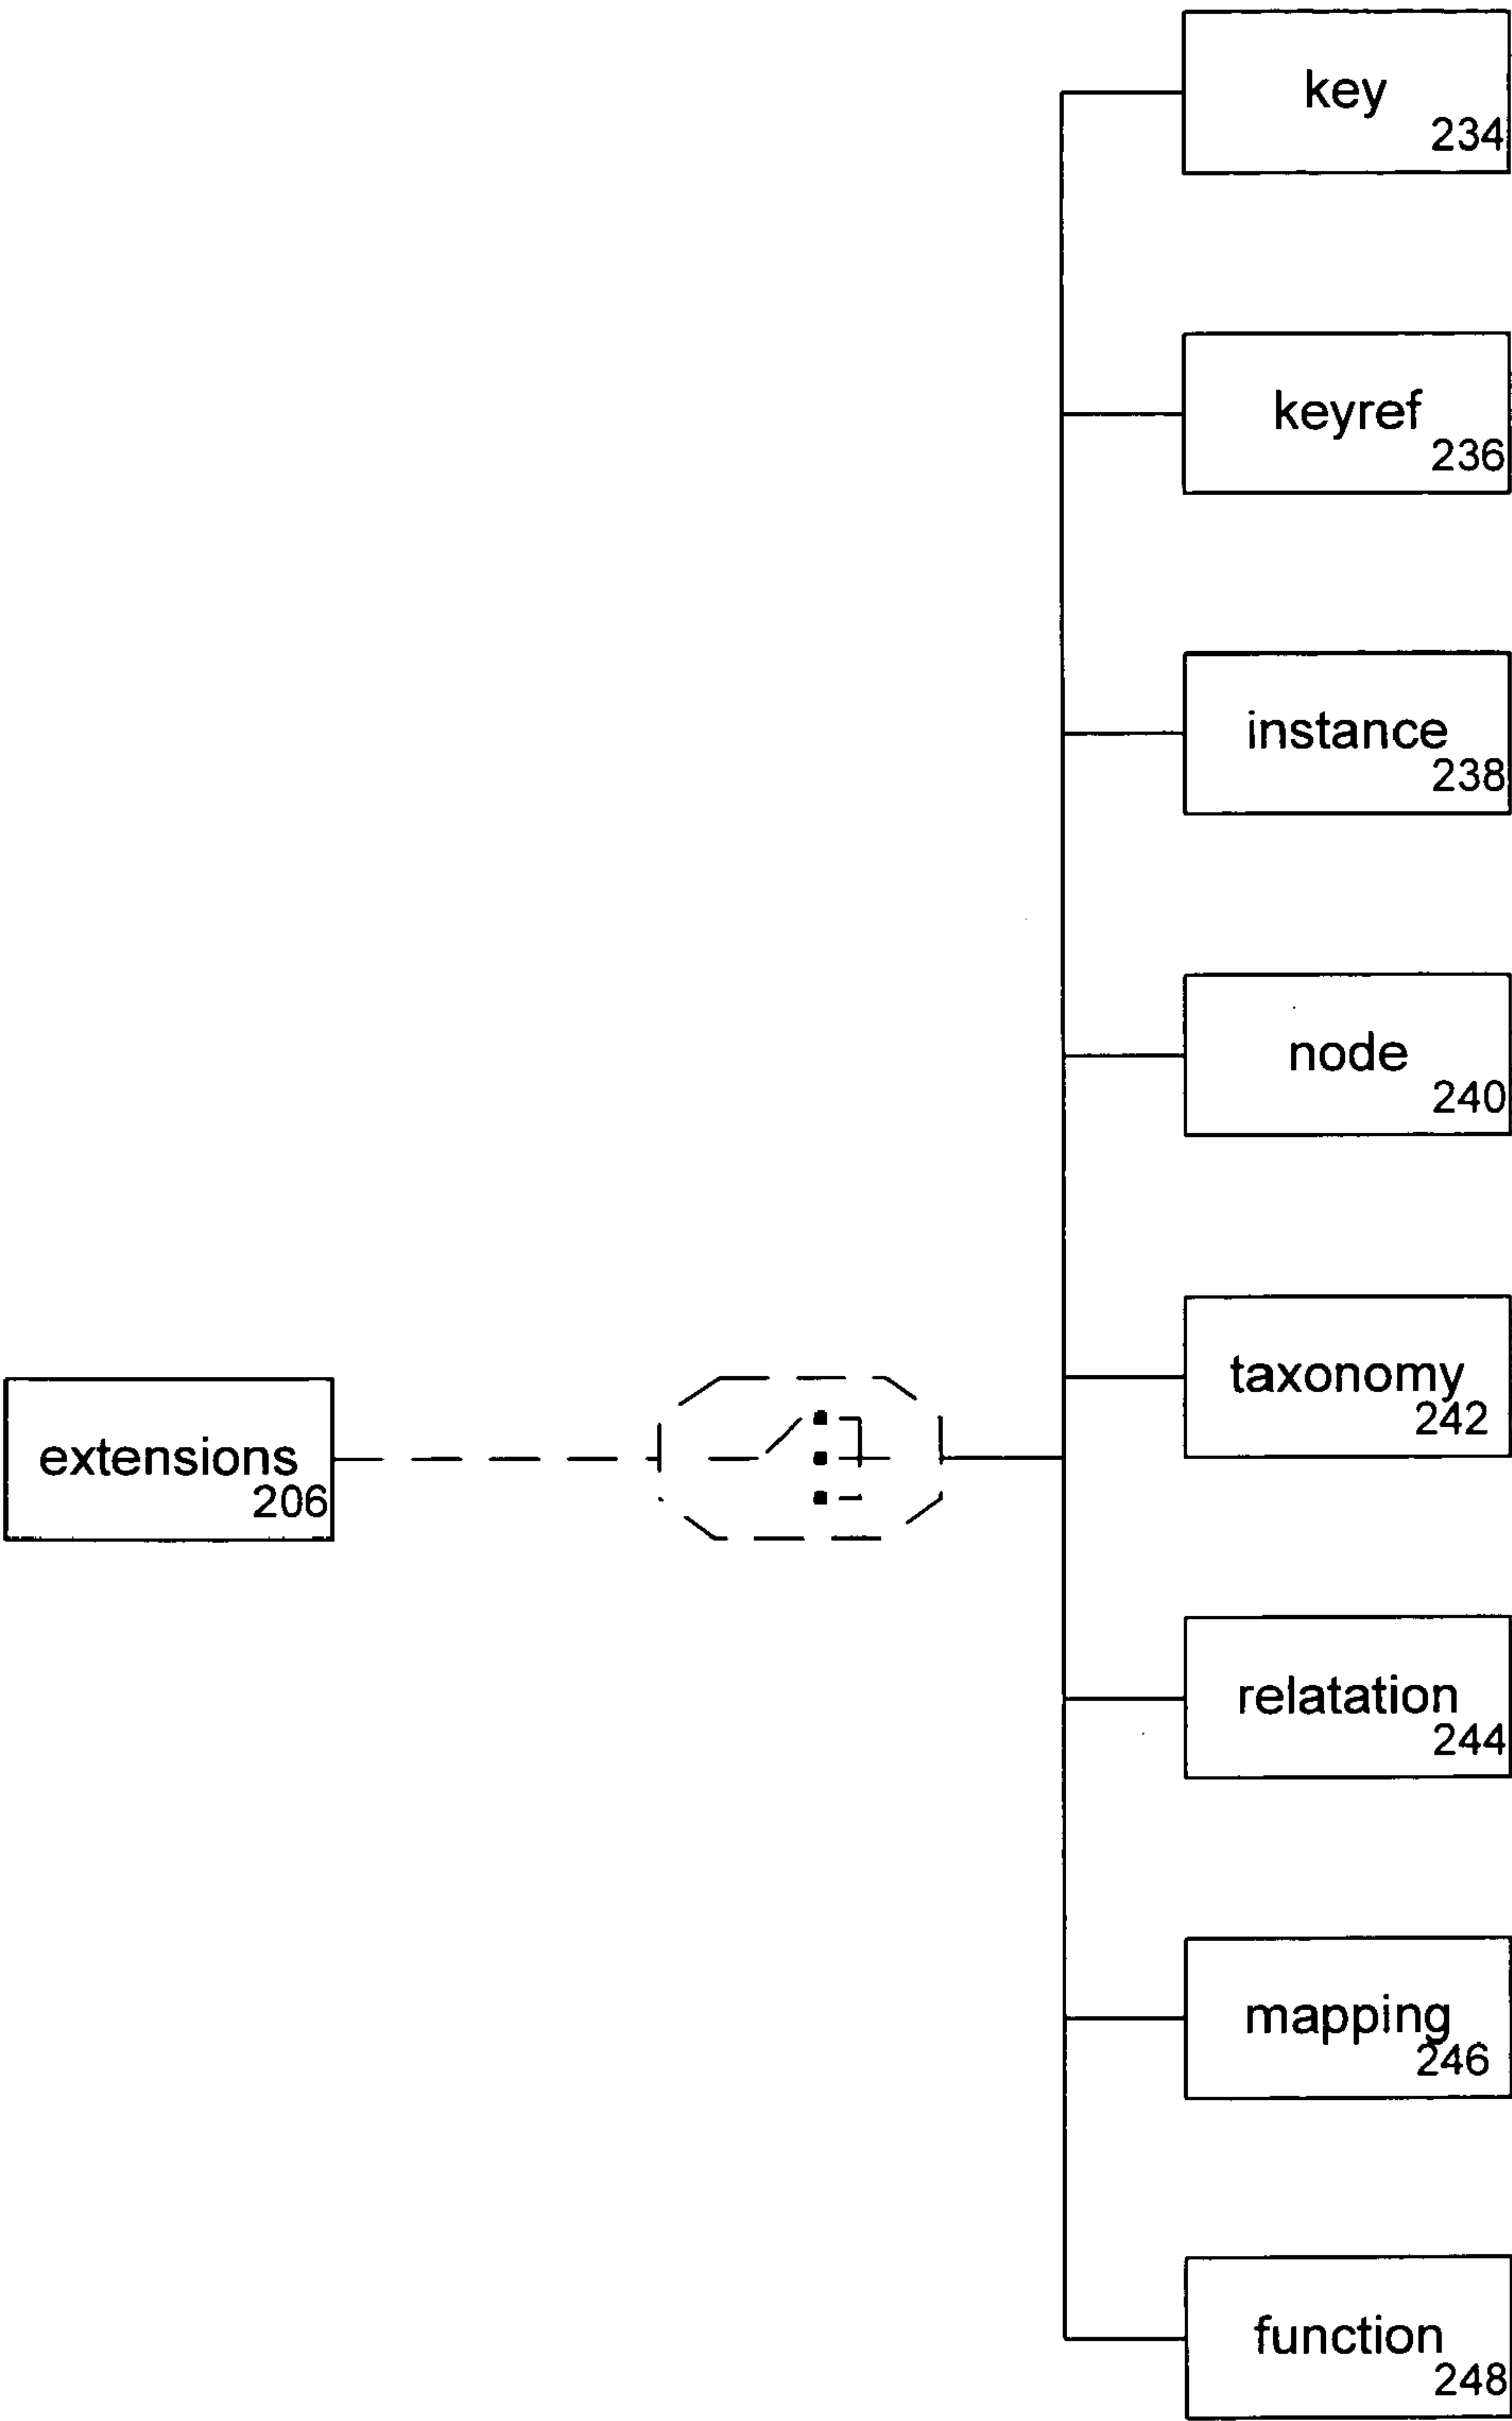 key
234
keyref
236
instance
238
node
240
taxonomy
242
extensions
206
relatation
244
mapping
246
function
248